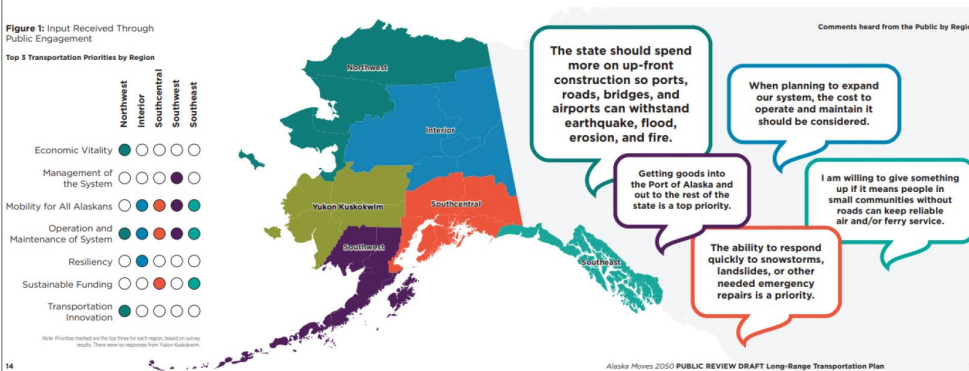 Figure 1: Input Received Through
Public Engagement
Top 3 Transportation Priorities by Region
Northwest
Interior
Southcentral
Southwest
Southeast
Economic Vitality
Management of
the System
Mobility for All Alaskans
Operation and
Maintenance of System
Resiliency
Sustainable Funding
Transportation
Innovation
Note: Priorities marked are the top three for each region, based on survey
results. There were no responses from Yukon Kuskokwim.
14
Northwest
Interior
Yukon Kuskokwim
Southcentral
Southwest
Southeast
Comments heard from the Public by Regio
The state should spend
more on up-front
construction so ports,
roads, bridges, and
airports can withstand
earthquake, flood,
erosion, and fire.
When planning to expand
our system, the cost to
operate and maintain it
should be considered.
Getting goods into
the Port of Alaska and
out to the rest of the
state is a top priority.
I am willing to give something
up if it means people in
small communities without
roads can keep reliable
air and/or ferry service.
The ability to respond
quickly to snowstorms,
landslides, or other
needed emergency
repairs is a priority.
Alaska Moves 2050 PUBLIC REVIEW DRAFT Long-Range Transportation Plan